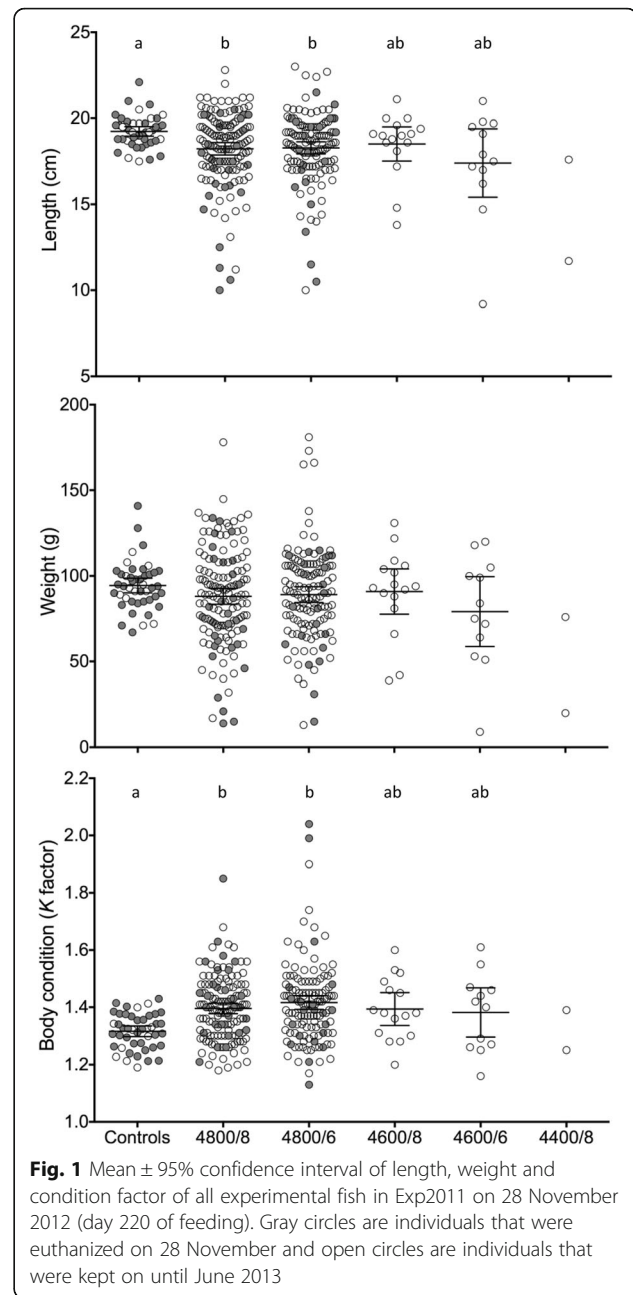 25
a b b ab ab
20
15
10
5
Length (cm)
200
150
100
50
0
Weight (g)
2.2
a b b ab ab
2.0
1.8
1.6
1.4
1.2
1.0
Body condition (K factor)
Controls 4800/8 4800/6 4600/8 4600/6 4400/8
Fig. 1 Mean ± 95% confidence interval of length, weight and
condition factor of all experimental fish in Exp2011 on 28 November
2012 (day 220 of feeding). Gray circles are individuals that were
euthanized on 28 November and open circles are individuals that
were kept on until June 2013